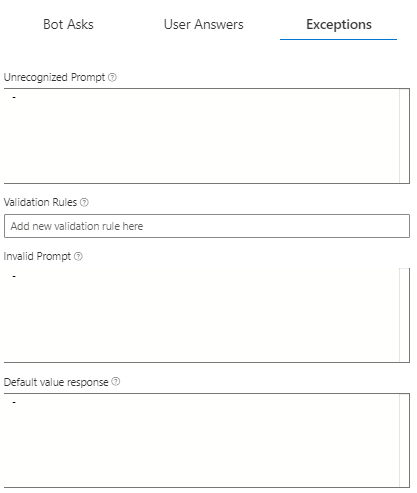 Bot Asks User Answers Exceptions
Unrecognized Prompt
-
Validation Rules
Add new validation rule here
Invalid Prompt
-
Default value response
-